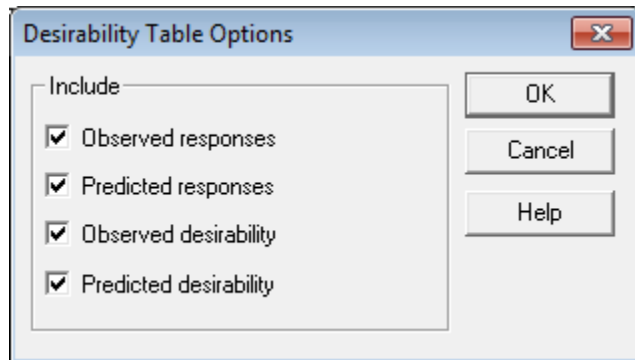 Desirability Table Options
Include
Observed responses
Predicted responses
Observed desirability
Predicted desirability
OK
Cancel
Help